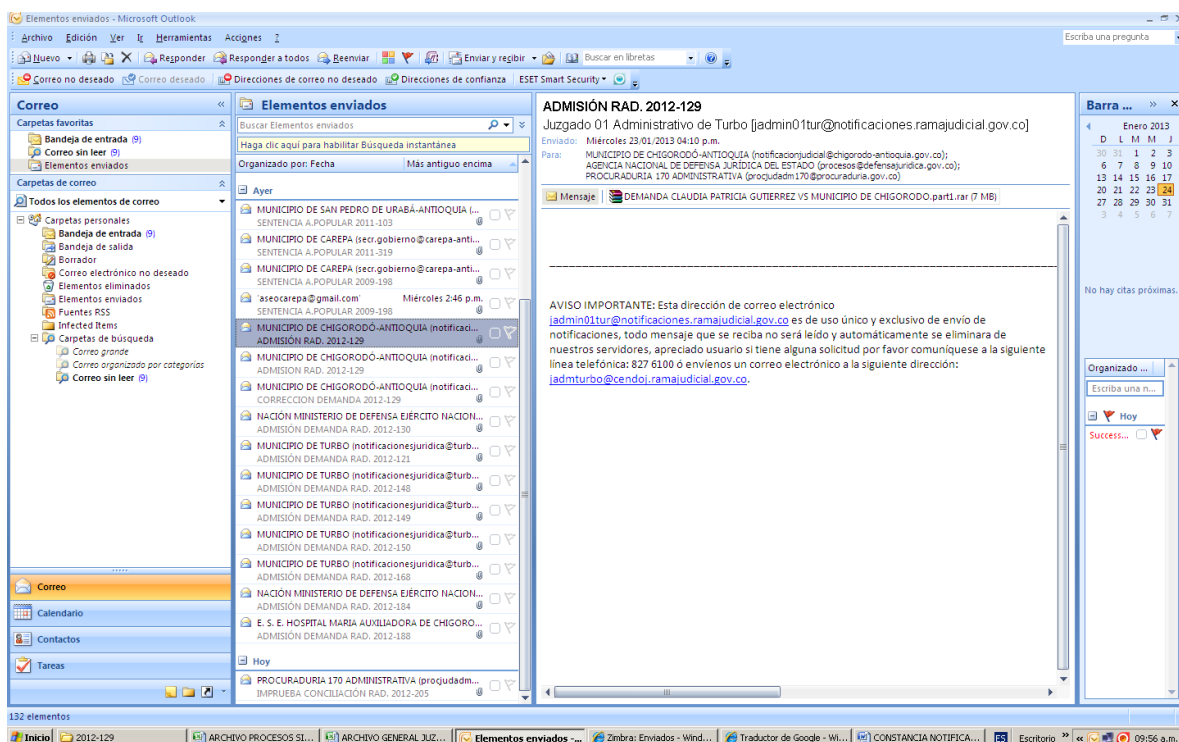 Elementos enviados - Microsoft Outlook
Archivo Edición Ver Ir Herramientas Acciones ?
Escriba una pregunta
Nuevo Responder Responder a todos Reenviar Enviar y recibir Buscar en libretas
Correo no deseado Correo deseado Direcciones de correo no deseado Direcciones de confianza ESET Smart Security
Correo
Carpetas favoritas
Bandeja de entrada (9)
Correo sin leer (9)
Elementos enviados
Carpetas de correo
Todos los elementos de correo
Carpetas personales
Bandeja de entrada (9)
Bandeja de salida
Borrador
Correo electrónico no deseado
Elementos eliminados
Elementos enviados
Fuentes RSS
Infected Items
Carpetas de búsqueda
Correo grande
Correo organizado por categorías
Correo sin leer (9)
Correo
Calendario
Contactos
Tareas
Elementos enviados
Buscar Elementos enviados
Haga clic aquí para habilitar Búsqueda instantánea
Organizado por: Fecha Más antiguo encima
Ayer
MUNICIPIO DE SAN PEDRO DE URABÁ-ANTIOQUIA (...
SENTENCIA A.POPULAR 2011-103
MUNICIPIO DE CAREPA (secr.gobierno@carepa-anti...
SENTENCIA A.POPULAR 2011-319
MUNICIPIO DE CAREPA (secr.gobierno@carepa-anti...
SENTENCIA A.POPULAR 2009-198
'aseocarepa@gmail.com' Miércoles 2:46 p.m.
SENTENCIA A.POPULAR 2009-198
MUNICIPIO DE CHIGORODÓ-ANTIOQUIA (notificaci...
ADMISIÓN RAD. 2012-129
MUNICIPIO DE CHIGORODÓ-ANTIOQUIA (notificaci...
ADMISION RAD. 2012-129
MUNICIPIO DE CHIGORODÓ-ANTIOQUIA (notificaci...
CORRECCION DEMANDA 2012-129
NACIÓN MINISTERIO DE DEFENSA EJÉRCITO NACION...
ADMISIÓN DEMANDA RAD. 2012-130
MUNICIPIO DE TURBO (notificacionesjuridica@turb...
ADMISIÓN DEMANDA RAD. 2012-121
MUNICIPIO DE TURBO (notificacionesjuridica@turb...
ADMISIÓN DEMANDA RAD. 2012-148
MUNICIPIO DE TURBO (notificacionesjuridica@turb...
ADMISIÓN DEMANDA RAD. 2012-149
MUNICIPIO DE TURBO (notificacionesjuridica@turb...
ADMISIÓN DEMANDA RAD. 2012-150
MUNICIPIO DE TURBO (notificacionesjuridica@turb...
ADMISIÓN DEMANDA RAD. 2012-168
NACIÓN MINISTERIO DE DEFENSA EJÉRCITO NACION...
ADMISIÓN DEMANDA RAD. 2012-184
E. S. E. HOSPITAL MARIA AUXILIADORA DE CHIGORO...
ADMISIÓN DEMANDA RAD. 2012-188
Hoy
PROCURADURIA 170 ADMINISTRATIVA (procjudadm...
IMPRUEBA CONCILIACIÓN RAD. 2012-205
ADMISIÓN RAD. 2012-129
Juzgado 01 Administrativo de Turbo [jadmin01tur@notificaciones.ramajudicial.gov.co]
Enviado: Miércoles 23/01/2013 04:10 p.m.
Para: MUNICIPIO DE CHIGORODÓ-ANTIOQUIA (notificacionjudicial@chigorodo-antioquia.gov.co);
AGENCIA NACIONAL DE DEFENSA JURÍDICA DEL ESTADO (procesos@defensajuridica.gov.co);
PROCURADURIA 170 ADMINISTRATIVA (procjudadm170@procuraduria.gov.co)
Mensaje DEMANDA CLAUDIA PATRICIA GUTIERREZ VS MUNICIPIO DE CHIGORODO.part1.rar (7 MB)
AVISO IMPORTANTE: Esta dirección de correo electrónico
jadmin01tur@notificaciones.ramajudicial.gov.co es de uso único y exclusivo de envío de
notificaciones, todo mensaje que se reciba no será leído y automáticamente se eliminara de
nuestros servidores, apreciado usuario si tiene alguna solicitud por favor comuníquese a la siguiente
línea telefónica: 827 6100 ó envíenos un correo electrónico a la siguiente dirección:
jadmturbo@cendoj.ramajudicial.gov.co.
Barra ...
Enero 2013
D L M M J
30 31 1 2 3
6 7 8 9 10
13 14 15 16 17
20 21 22 23 24
27 28 29 30 31
3 4 5 6 7
No hay citas próximas.
Organizado ...
Escriba una n...
Hoy
Success...
132 elementos
Inicio 2012-129 ARCHIVO PROCESOS SI... ARCHIVO GENERAL JUZ... Elementos enviados -... Zimbra: Enviados - Wind... Traductor de Google - Wi... CONSTANCIA NOTIFICA... ES Escritorio 09:56 a.m.